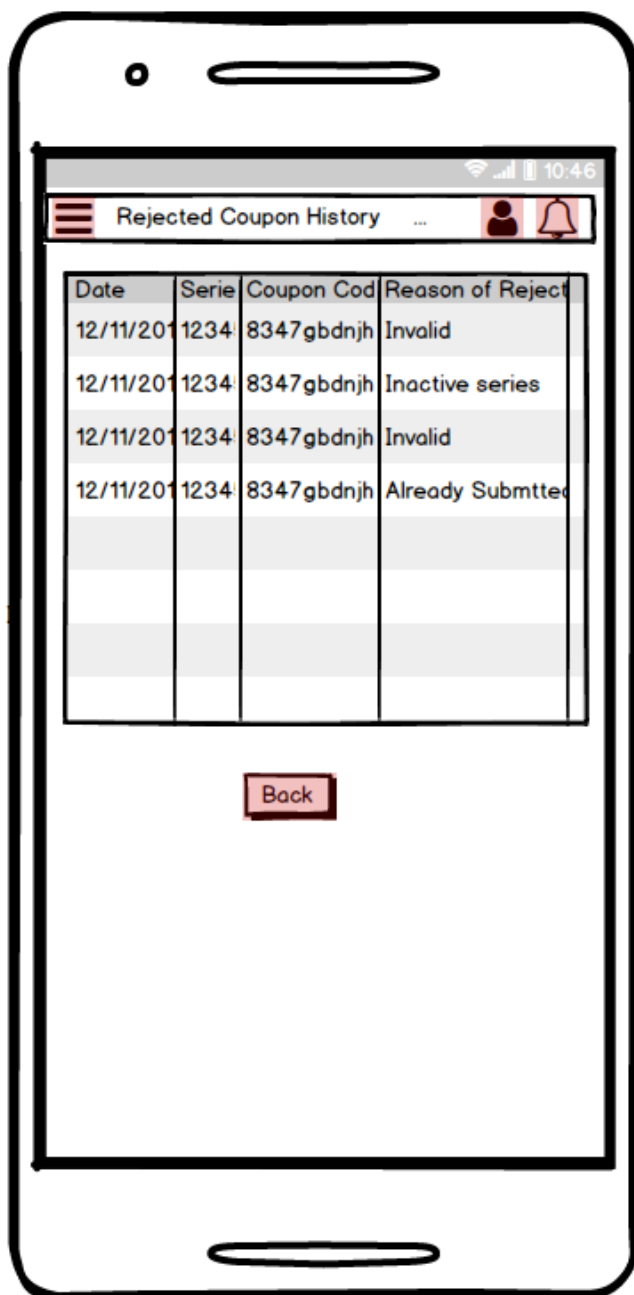 10:46
Rejected Coupon History ...
Date Serie Coupon Cod Reason of Reject
12/11/201 1234 8347gbdnjh Invalid
12/11/201 1234 8347gbdnjh Inactive series
12/11/201 1234 8347gbdnjh Invalid
12/11/201 1234 8347gbdnjh Already Submtted
Back